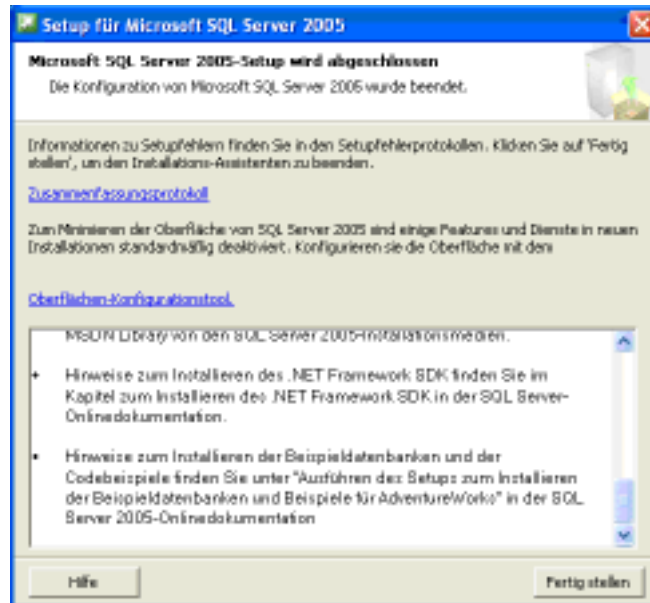 Setup für Microsoft SQL Server 2005
Microsoft SQL Server 2005-Setup wird abgeschlossen
Die Konfiguration von Microsoft SQL Server 2005 wurde beendet.
Informationen zu Setupfehlern finden Sie in den Setupfehlerprotokollen. Klicken Sie auf 'Fertig
stellen', um den Installations-Assistenten zu beenden.
Zusammenfassungsprotokoll
Zum Minimieren der Oberfläche von SQL Server 2005 sind einige Features und Dienste in neuen
Installationen standardmäßig deaktiviert. Konfigurieren sie die Oberfläche mit dem
Oberflächen-Konfigurationstool.
MSDN Library von den SQL Server 2005-Installationsmedien.
• Hinweise zum Installieren des .NET Framework SDK finden Sie im
Kapitel zum Installieren des .NET Framework SDK in der SQL Server-
Onlinedokumentation.
• Hinweise zum Installieren der Beispieldatenbanken und der
Codebeispiele finden Sie unter "Ausführen des Setups zum Installieren
der Beispieldatenbanken und Beispiele für AdventureWorks" in der SQL
Server 2005-Onlinedokumentation
Hilfe
Fertig stellen